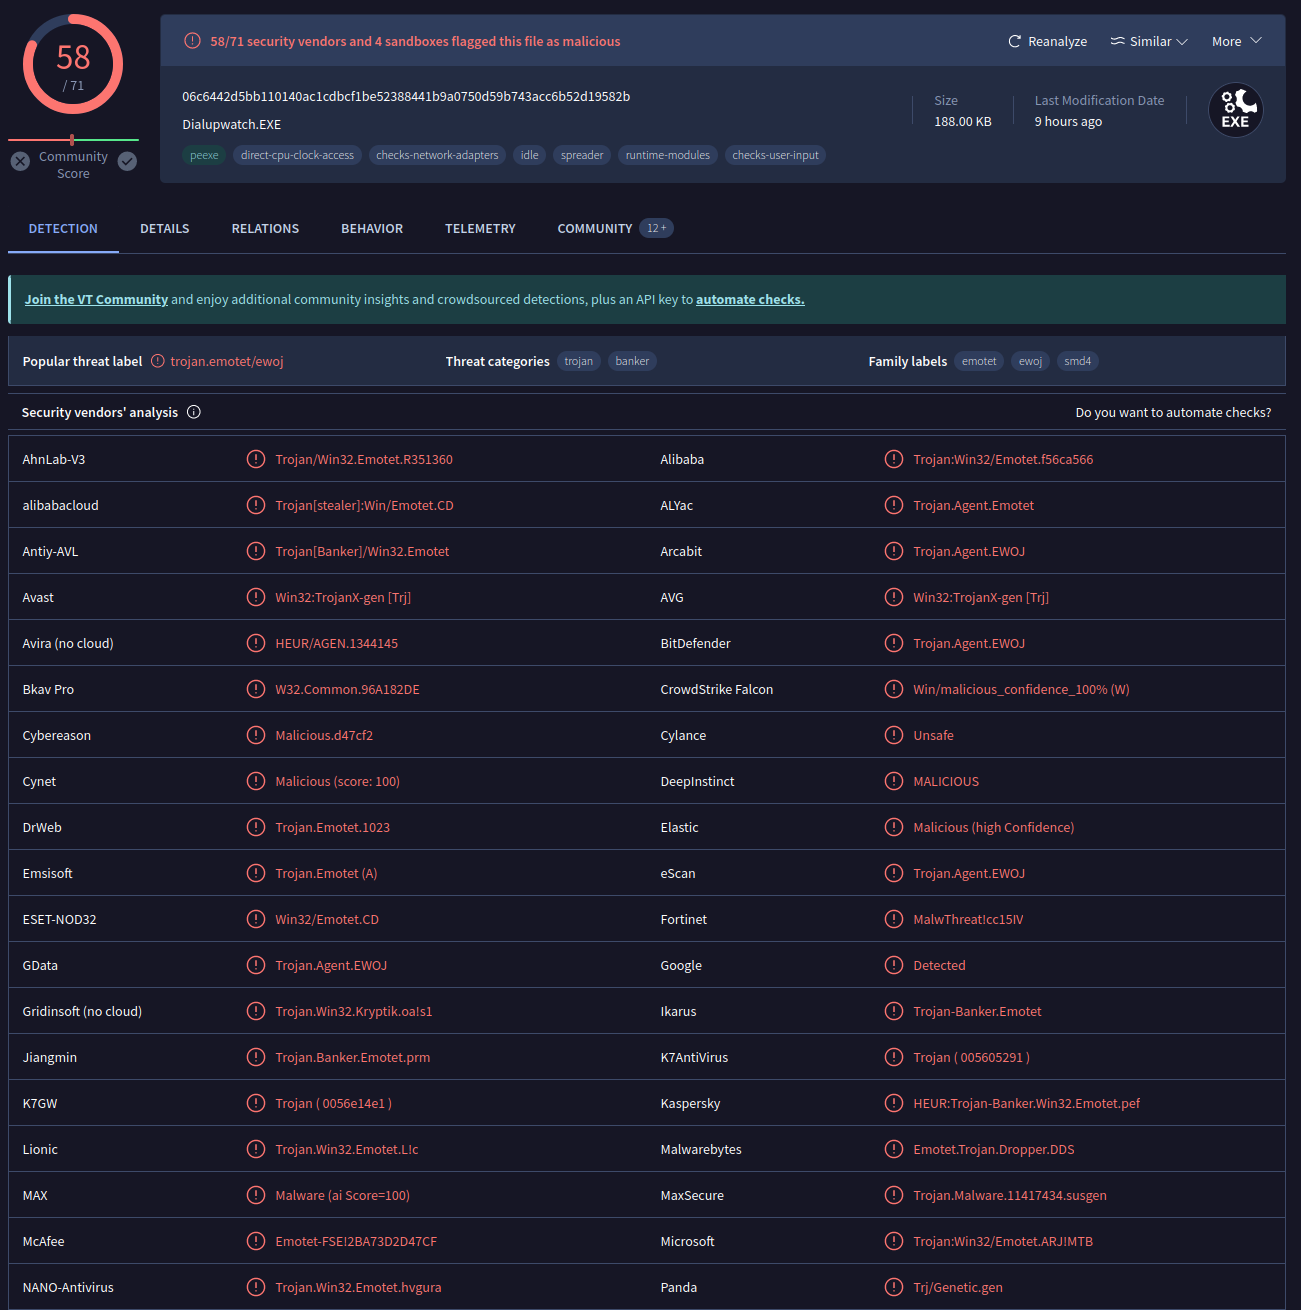 58
/ 71
Community
Score
58/71 security vendors and 4 sandboxes flagged this file as malicious
Reanalyze
Similar
More
06c6442d5bb110140ac1cdbcf1be52388441b9a0750d59b743acc6b52d19582b
Dialupwatch.EXE
peexe direct-cpu-clock-access checks-network-adapters idle spreader runtime-modules checks-user-input
Size
188.00 KB
Last Modification Date
9 hours ago
EXE
DETECTION DETAILS RELATIONS BEHAVIOR TELEMETRY COMMUNITY 12 +
Join the VT Community and enjoy additional community insights and crowdsourced detections, plus an API key to automate checks.
Popular threat label trojan.emotet/ewoj Threat categories trojan banker Family labels emotet ewoj smd4
Security vendors' analysis Do you want to automate checks?
AhnLab-V3 Trojan/Win32.Emotet.R351360 Alibaba Trojan:Win32/Emotet.f56ca566
alibabacloud Trojan[stealer]:Win/Emotet.CD ALYac Trojan.Agent.Emotet
Antiy-AVL Trojan[Banker]/Win32.Emotet Arcabit Trojan.Agent.EWOJ
Avast Win32:TrojanX-gen [Trj] AVG Win32:TrojanX-gen [Trj]
Avira (no cloud) HEUR/AGEN.1344145 BitDefender Trojan.Agent.EWOJ
Bkav Pro W32.Common.96A182DE CrowdStrike Falcon Win/malicious_confidence_100% (W)
Cybereason Malicious.d47cf2 Cylance Unsafe
Cynet Malicious (score: 100) DeepInstinct MALICIOUS
DrWeb Trojan.Emotet.1023 Elastic Malicious (high Confidence)
Emsisoft Trojan.Emotet (A) eScan Trojan.Agent.EWOJ
ESET-NOD32 Win32/Emotet.CD Fortinet MalwThreat!cc15IV
GData Trojan.Agent.EWOJ Google Detected
Gridinsoft (no cloud) Trojan.Win32.Kryptik.oa!s1 Ikarus Trojan-Banker.Emotet
Jiangmin Trojan.Banker.Emotet.prm K7AntiVirus Trojan ( 005605291 )
K7GW Trojan ( 0056e14e1 ) Kaspersky HEUR:Trojan-Banker.Win32.Emotet.pef
Lionic Trojan.Win32.Emotet.L!c Malwarebytes Emotet.Trojan.Dropper.DDS
MAX Malware (ai Score=100) MaxSecure Trojan.Malware.11417434.susgen
McAfee Emotet-FSE!2BA73D2D47CF Microsoft Trojan:Win32/Emotet.ARJ!MTB
NANO-Antivirus Trojan.Win32.Emotet.hvgura Panda Trj/Genetic.gen